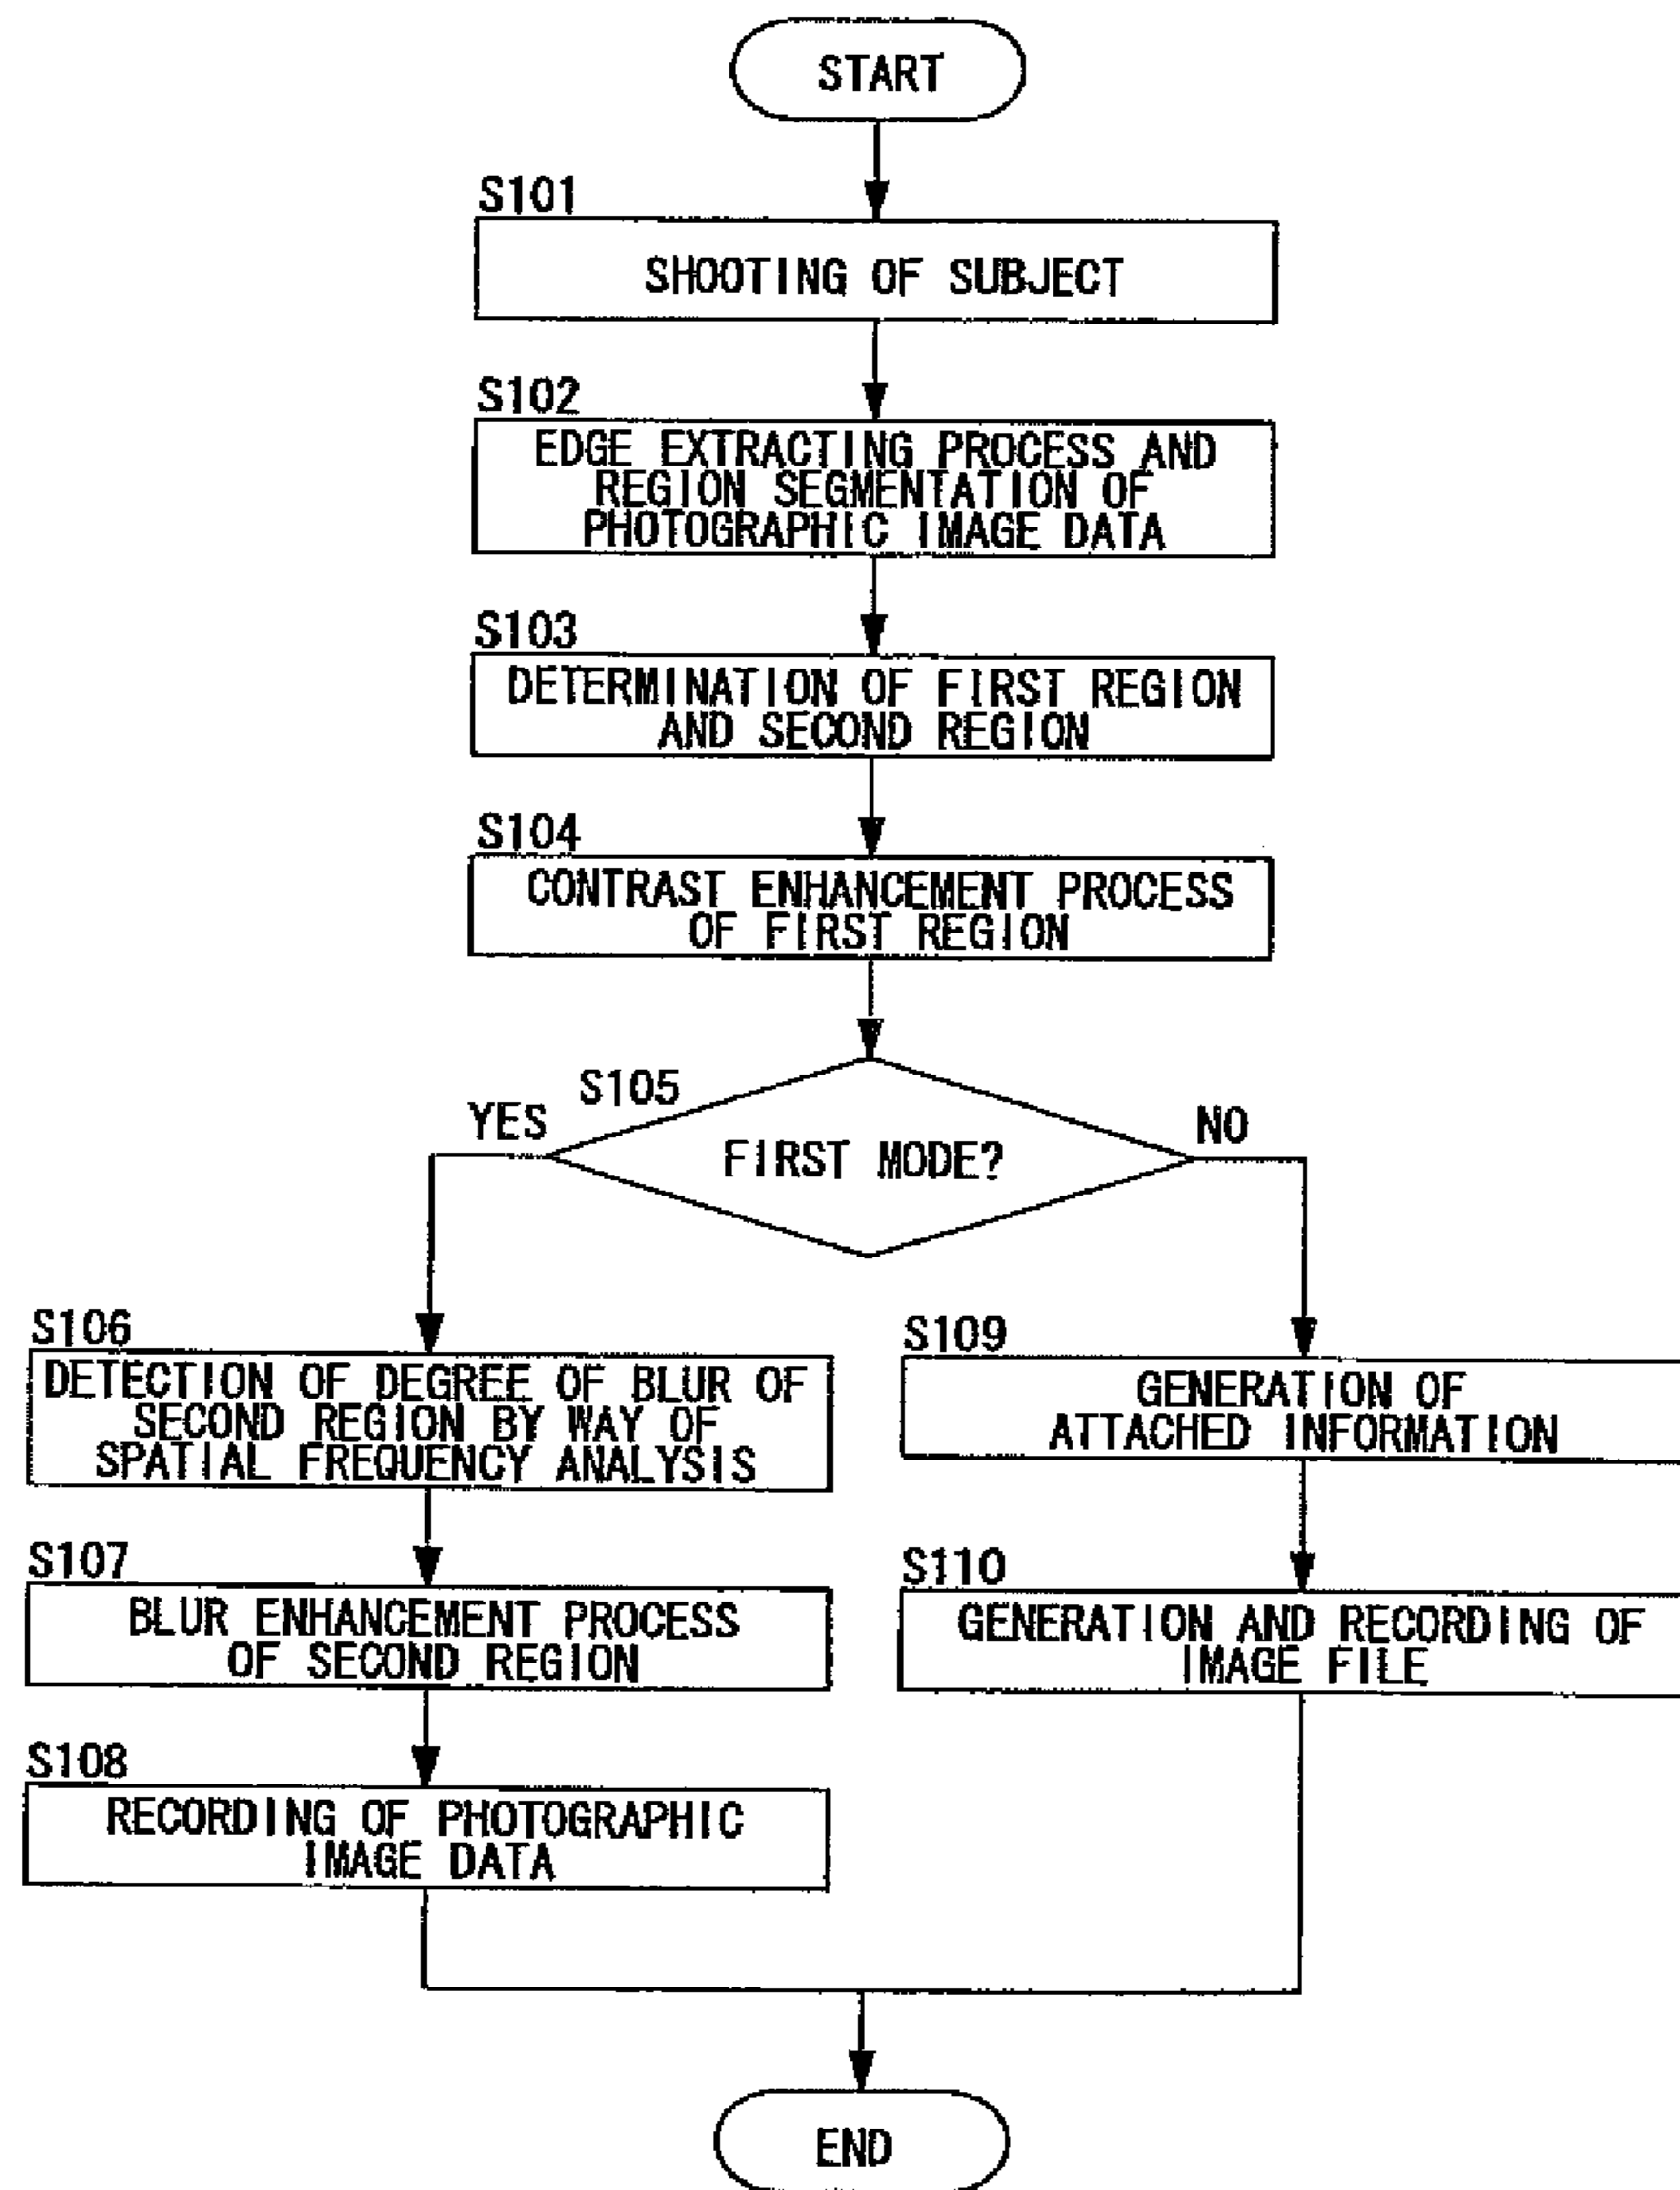 START
S101
SHOOTING OF SUBJECT
S102
EDGE EXTRACTING PROCESS AND
REGION SEGMENTATION OF
PHOTOGRAPHIC IMAGE DATA
S103
DETERMINATION OF FIRST REGION
AND SECOND REGION
S104
CONTRAST ENHANCEMENT PROCESS
OF FIRST REGION
S105
YES
NO
FIRST MODE?
S106
DETECTION OF DEGREE OF BLUR OF
SECOND REGION BY WAY OF
SPATIAL FREQUENCY ANALYSIS
S107
BLUR ENHANCEMENT PROCESS
OF SECOND REGION
S108
RECORDING OF PHOTOGRAPHIC
IMAGE DATA
S109
GENERATION OF
ATTACHED INFORMATION
S110
GENERATION AND RECORDING OF
IMAGE FILE
END